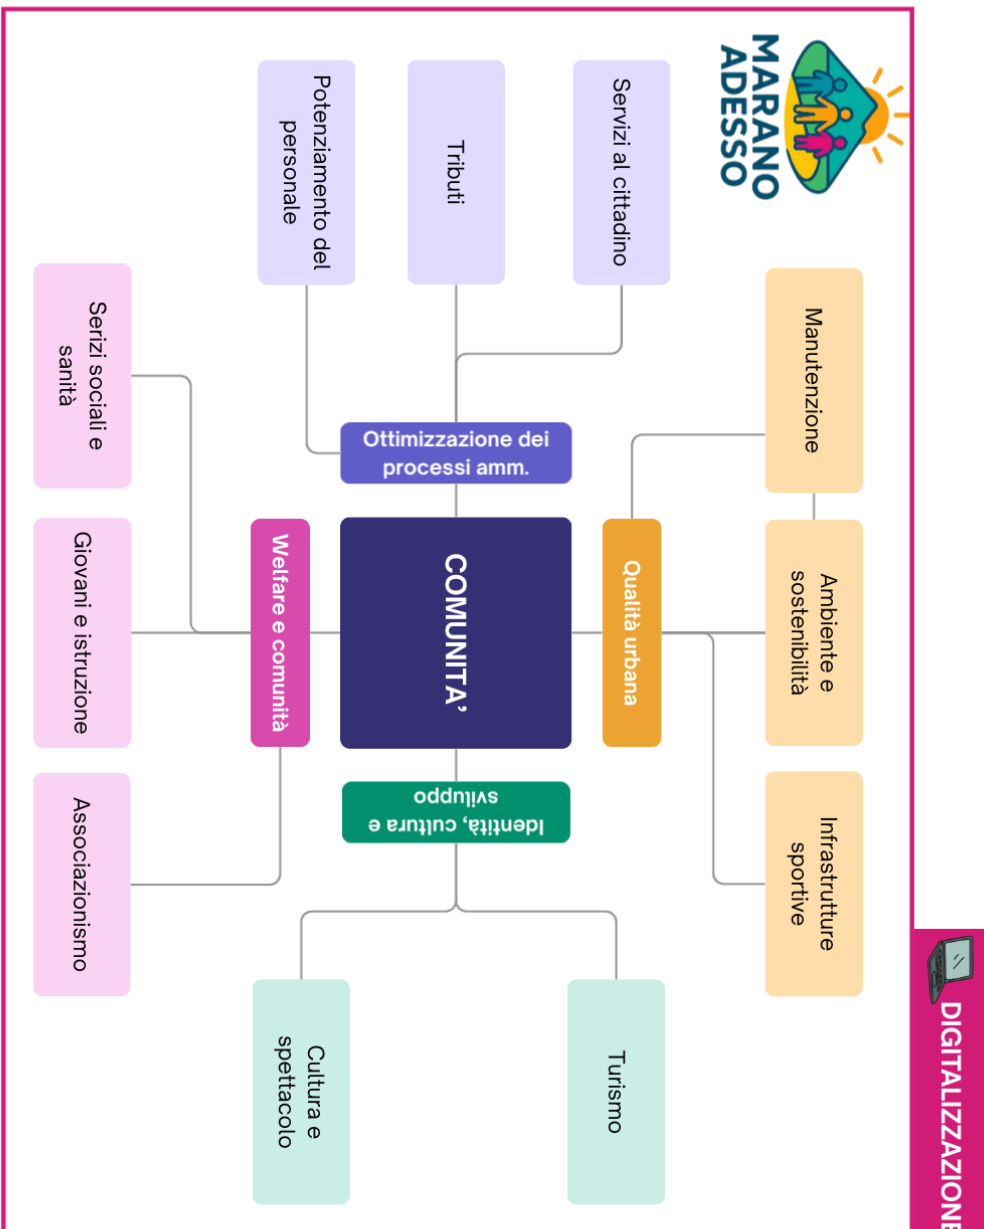 DIGITALIZZAZIONE
MARANO
ADESSO
Manutenzione
Ambiente e
sostenibilità
Infrastrutture
sportive
Servizi al cittadino
Tributi
Potenziamento del
personale
Ottimizzazione dei
processi amm.
Qualità urbana
COMUNITA’
Identità, cultura e
sviluppo
Turismo
Cultura e
spettacolo
Welfare e comunità
Serizi sociali e
sanità
Giovani e istruzione
Associazionismo